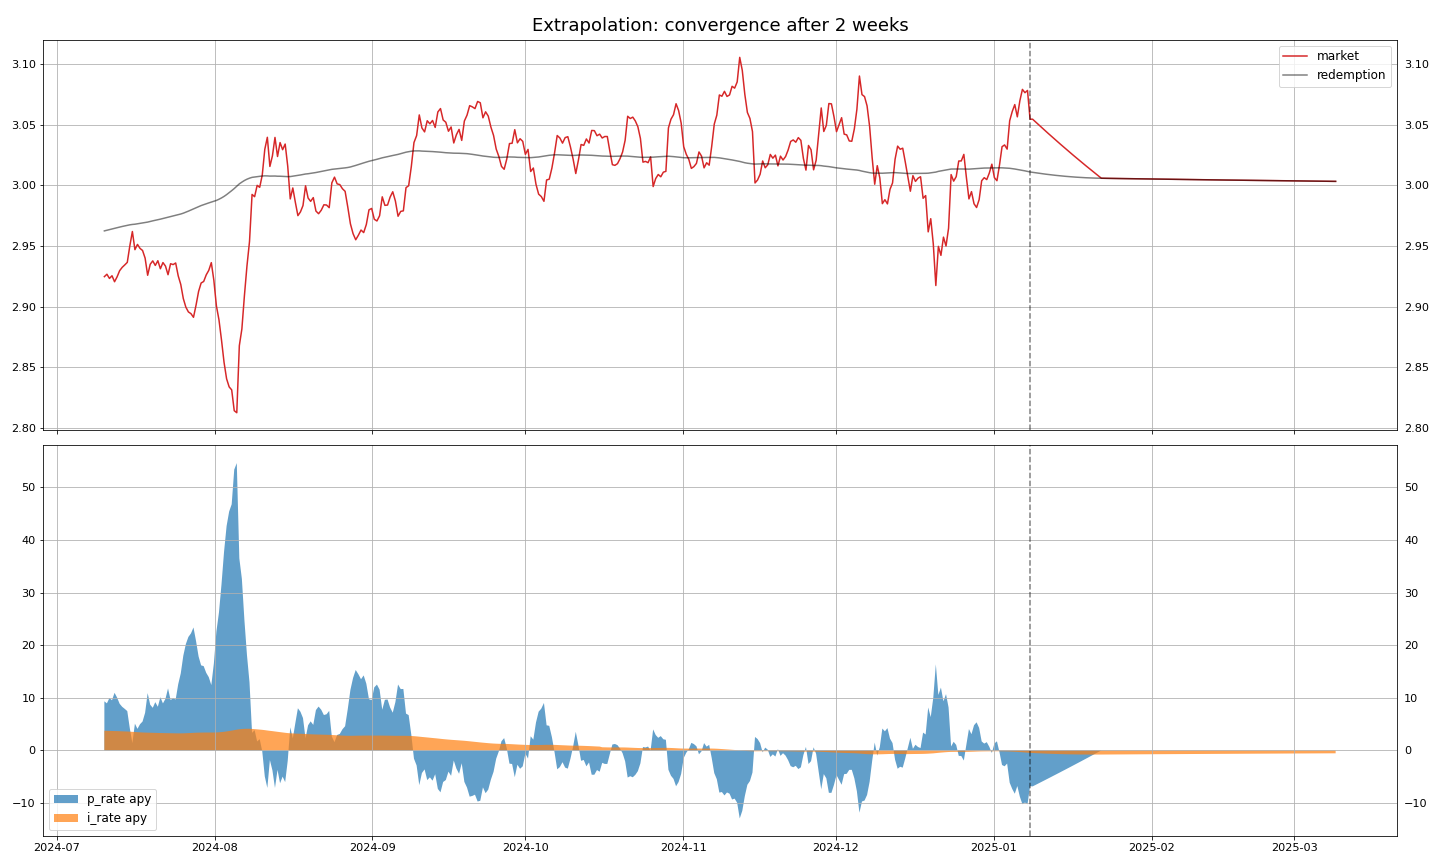 Extrapolation: convergence after 2 weeks
market
redemption
3.10 3.10
3.05 3.05
3.00 3.00
2.95 2.95
2.90 2.90
2.85 2.85
2.80 2.80
50 50
40 40
30 30
20 20
10 10
0 0
−10 −10
p_rate apy
i_rate apy
2024-07 2024-08 2024-09 2024-10 2024-11 2024-12 2025-01 2025-02 2025-03